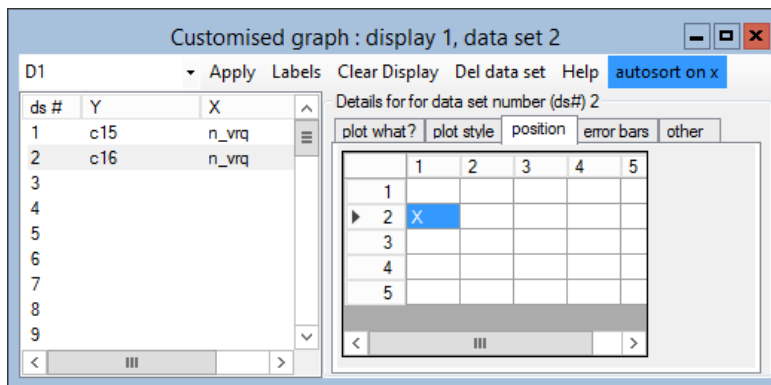 Customised graph : display 1, data set 2
D1 Apply Labels Clear Display Del data set Help autosort on x
ds # Y X
1 c15 n_vrq
2 c16 n_vrq
3
4
5
6
7
8
9
Details for for data set number (ds#) 2
plot what? plot style position error bars other
1 2 3 4 5
1
2 X
3
4
5